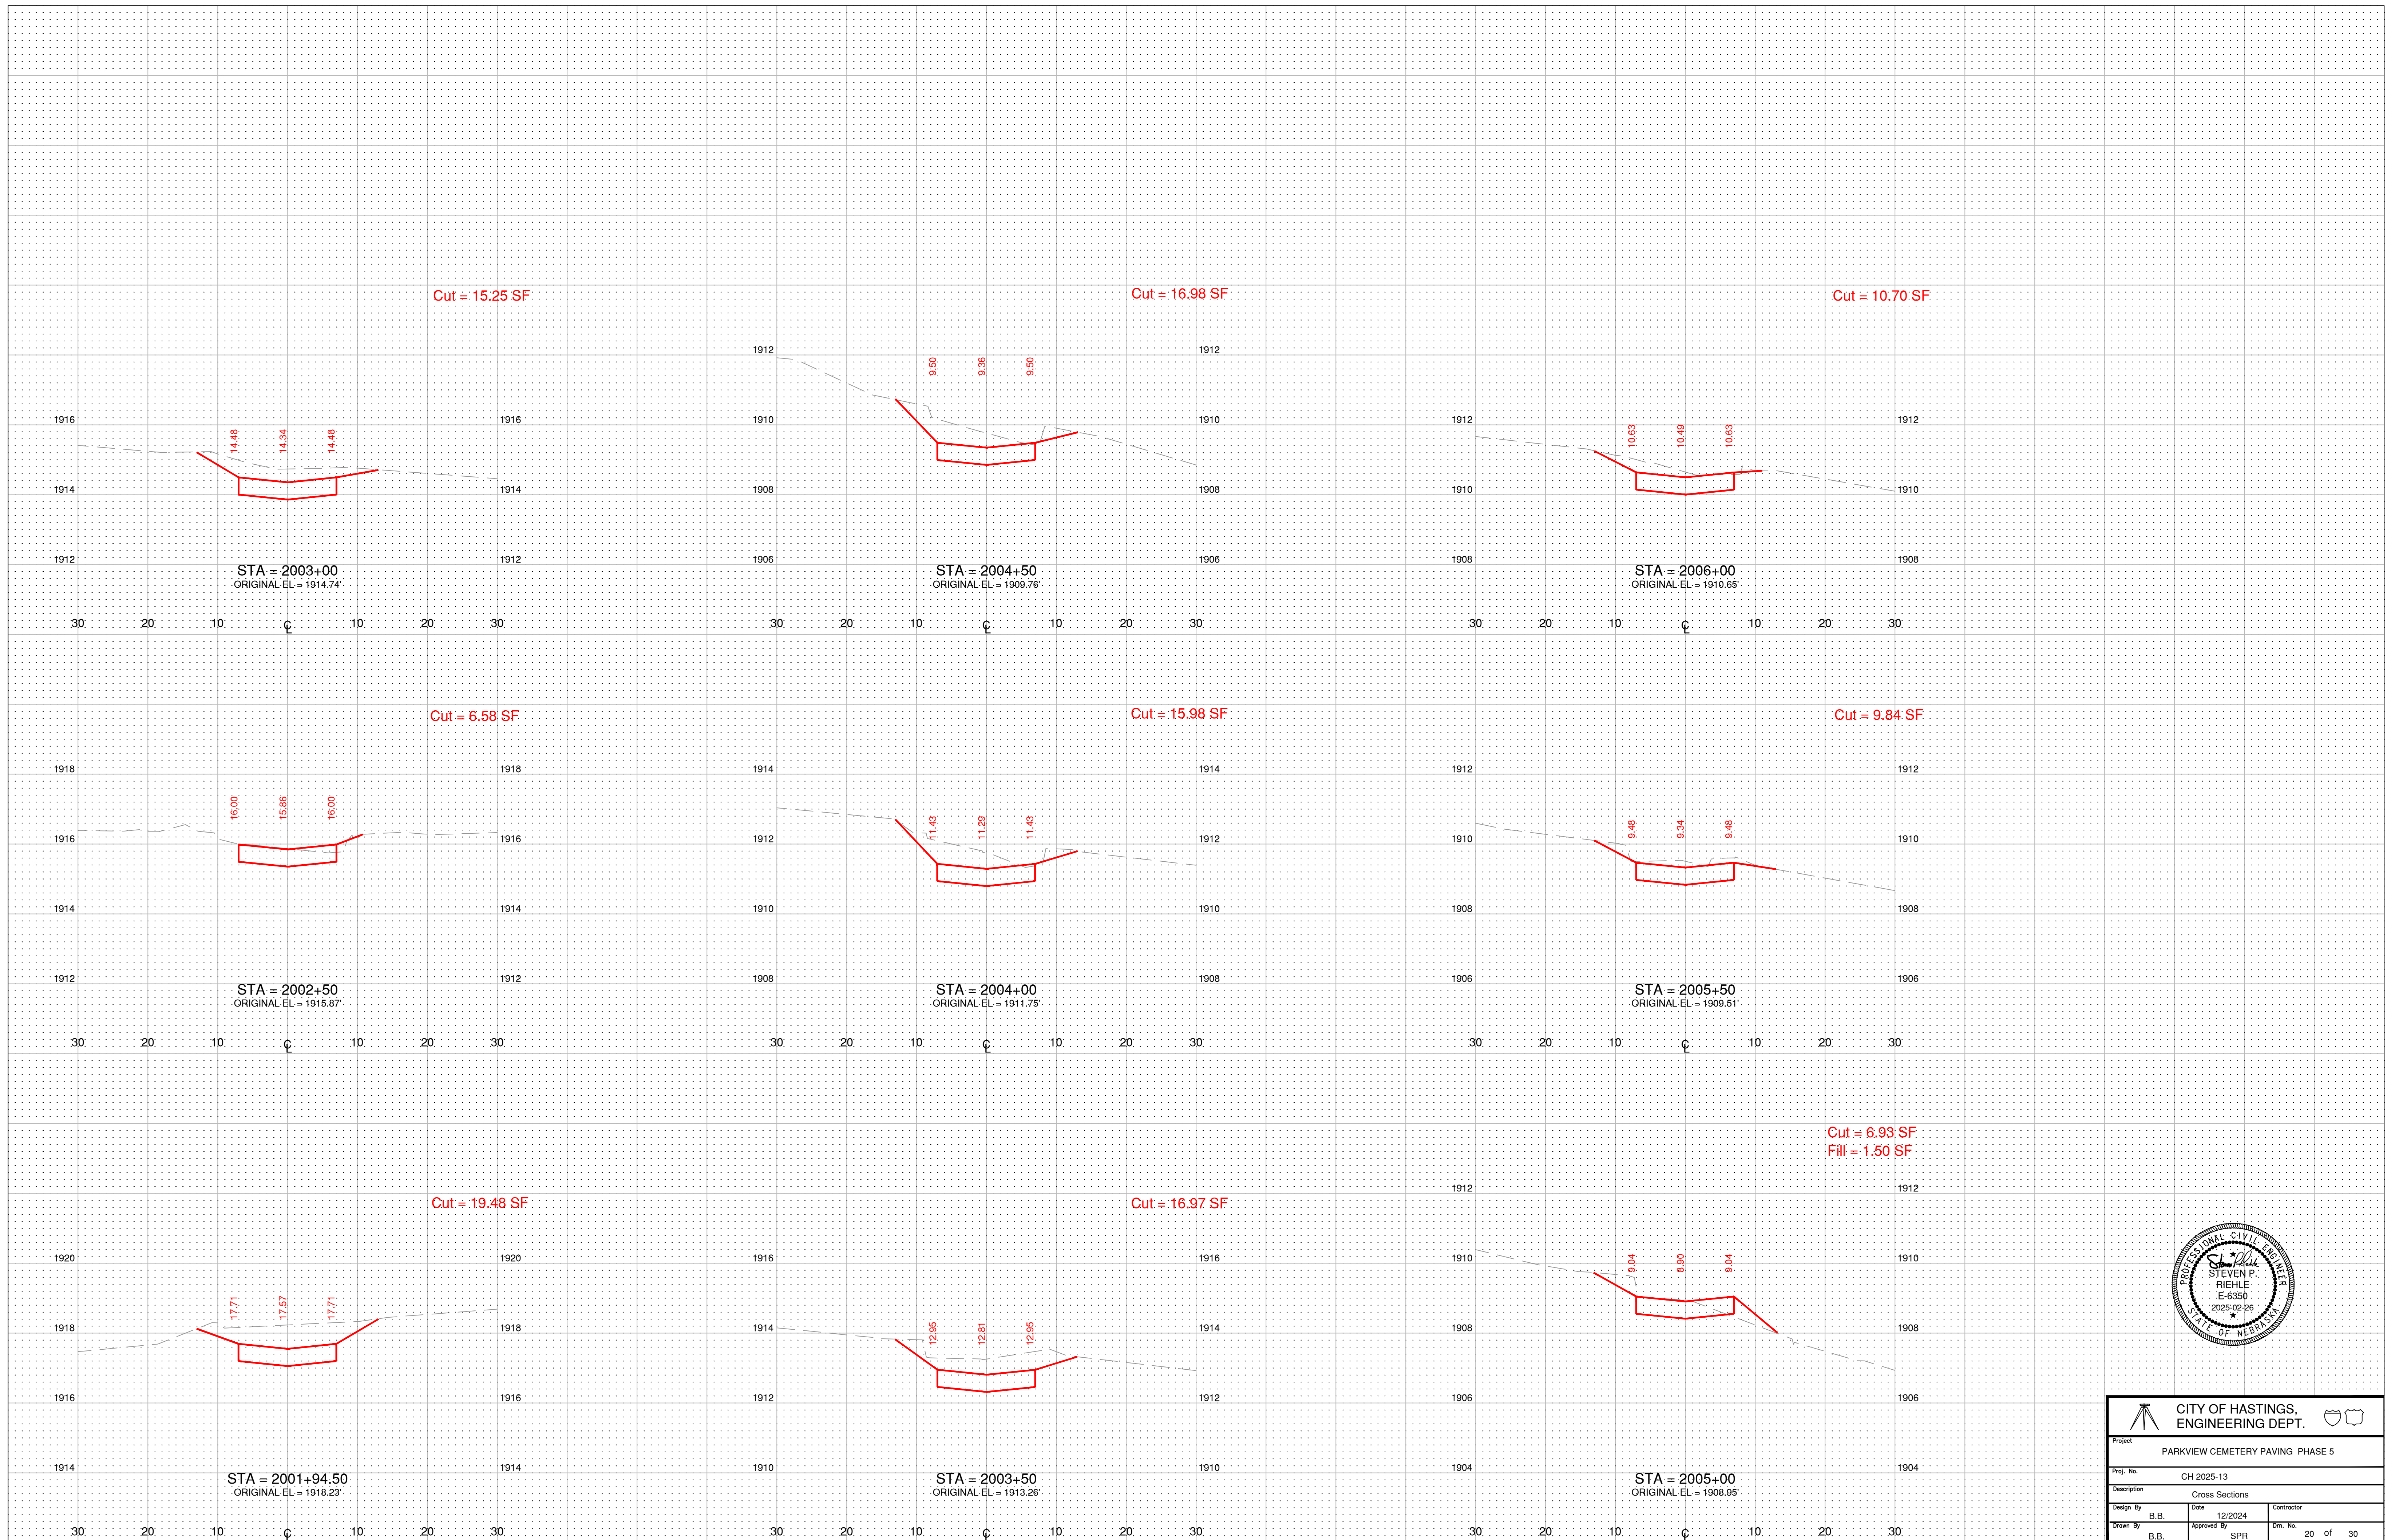 Cut = 15.25 SF
1916 1916
14.48 14.34 14.48
1914 1914
1912 1912
STA = 2003+00
ORIGINAL EL = 1914.74'
30 20 10 ℄ 10 20 30
Cut = 16.98 SF
1912 1912
9.50 9.36 9.50
1910 1910
1908 1908
1906 1906
STA = 2004+50
ORIGINAL EL = 1909.76'
30 20 10 ℄ 10 20 30
Cut = 10.70 SF
1912 1912
10.63 10.49 10.63
1910 1910
1908 1908
STA = 2006+00
ORIGINAL EL = 1910.65'
30 20 10 ℄ 10 20 30
Cut = 6.58 SF
1918 1918
16.00 15.86 16.00
1916 1916
1914 1914
1912 1912
STA = 2002+50
ORIGINAL EL = 1915.87'
30 20 10 ℄ 10 20 30
Cut = 15.98 SF
1914 1914
11.43 11.29 11.43
1912 1912
1910 1910
1908 1908
STA = 2004+00
ORIGINAL EL = 1911.75'
30 20 10 ℄ 10 20 30
Cut = 9.84 SF
1912 1912
9.48 9.34 9.48
1910 1910
1908 1908
1906 1906
STA = 2005+50
ORIGINAL EL = 1909.51'
30 20 10 ℄ 10 20 30
Cut = 19.48 SF
1920 1920
17.71 17.57 17.71
1918 1918
1916 1916
1914 1914
STA = 2001+94.50
ORIGINAL EL = 1918.23'
30 20 10 ℄ 10 20 30
Cut = 16.97 SF
1916 1916
12.95 12.81 12.95
1914 1914
1912 1912
1910 1910
STA = 2003+50
ORIGINAL EL = 1913.26'
30 20 10 ℄ 10 20 30
Cut = 6.93 SF
Fill = 1.50 SF
1912 1912
1910 1910
9.04 8.90 9.04
1908 1908
1906 1906
1904 1904
STA = 2005+00
ORIGINAL EL = 1908.95'
30 20 10 ℄ 10 20 30
PROFESSIONAL CIVIL ENGINEER
Steve Riehle
STEVEN P.
RIEHLE
E-6350
2025-02-26
STATE OF NEBRASKA
CITY OF HASTINGS,
ENGINEERING DEPT.
Project
PARKVIEW CEMETERY PAVING PHASE 5
Proj. No.
CH 2025-13
Description
Cross Sections
Design By B.B.
Date 12/2024
Contractor
Drawn By B.B.
Approved By SPR
Drn. No. 20 of 30